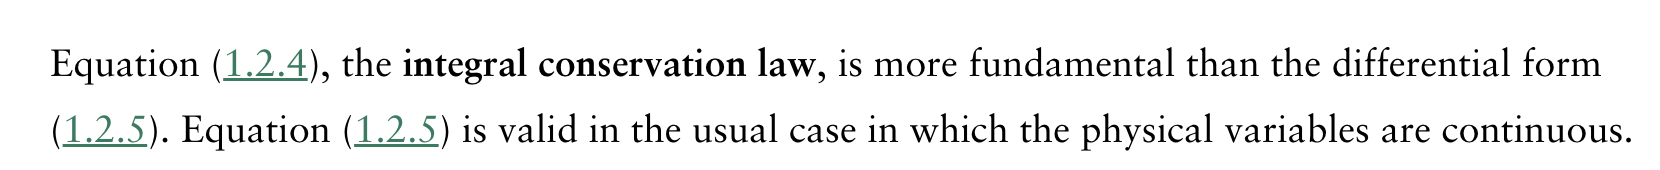 Equation (1.2.4), the integral conservation law, is more fundamental than the differential form
(1.2.5). Equation (1.2.5) is valid in the usual case in which the physical variables are continuous.